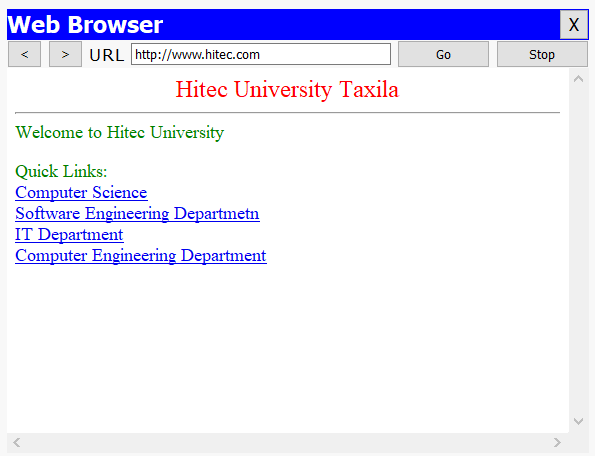 Web Browser X
< > URL http://www.hitec.com Go Stop
Hitec University Taxila
Welcome to Hitec University
Quick Links:
Computer Science
Software Engineering Departmetn
IT Department
Computer Engineering Department